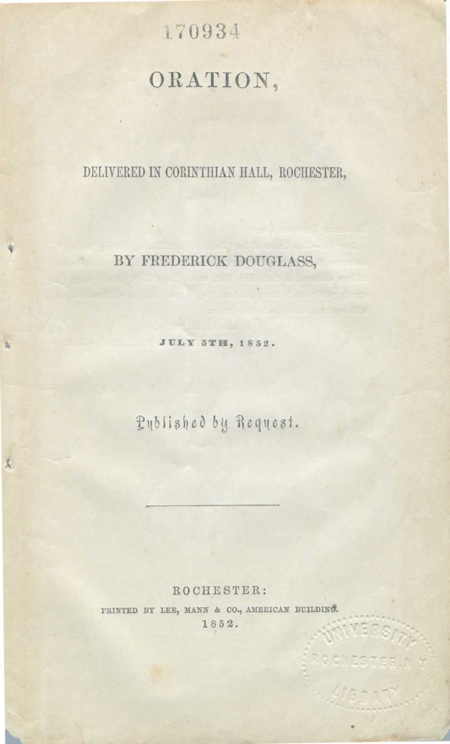 170934
ORATION,
DELIVERED IN CORINTHIAN HALL, ROCHESTER,
BY FREDERICK DOUGLASS,
JULY 5TH, 1852.
Published by Request.
ROCHESTER:
PRINTED BY LEE, MANN & CO., AMERICAN BUILDING.
1852.
UNIVERSITY
ROCHESTER, N.Y.
LIBRARY